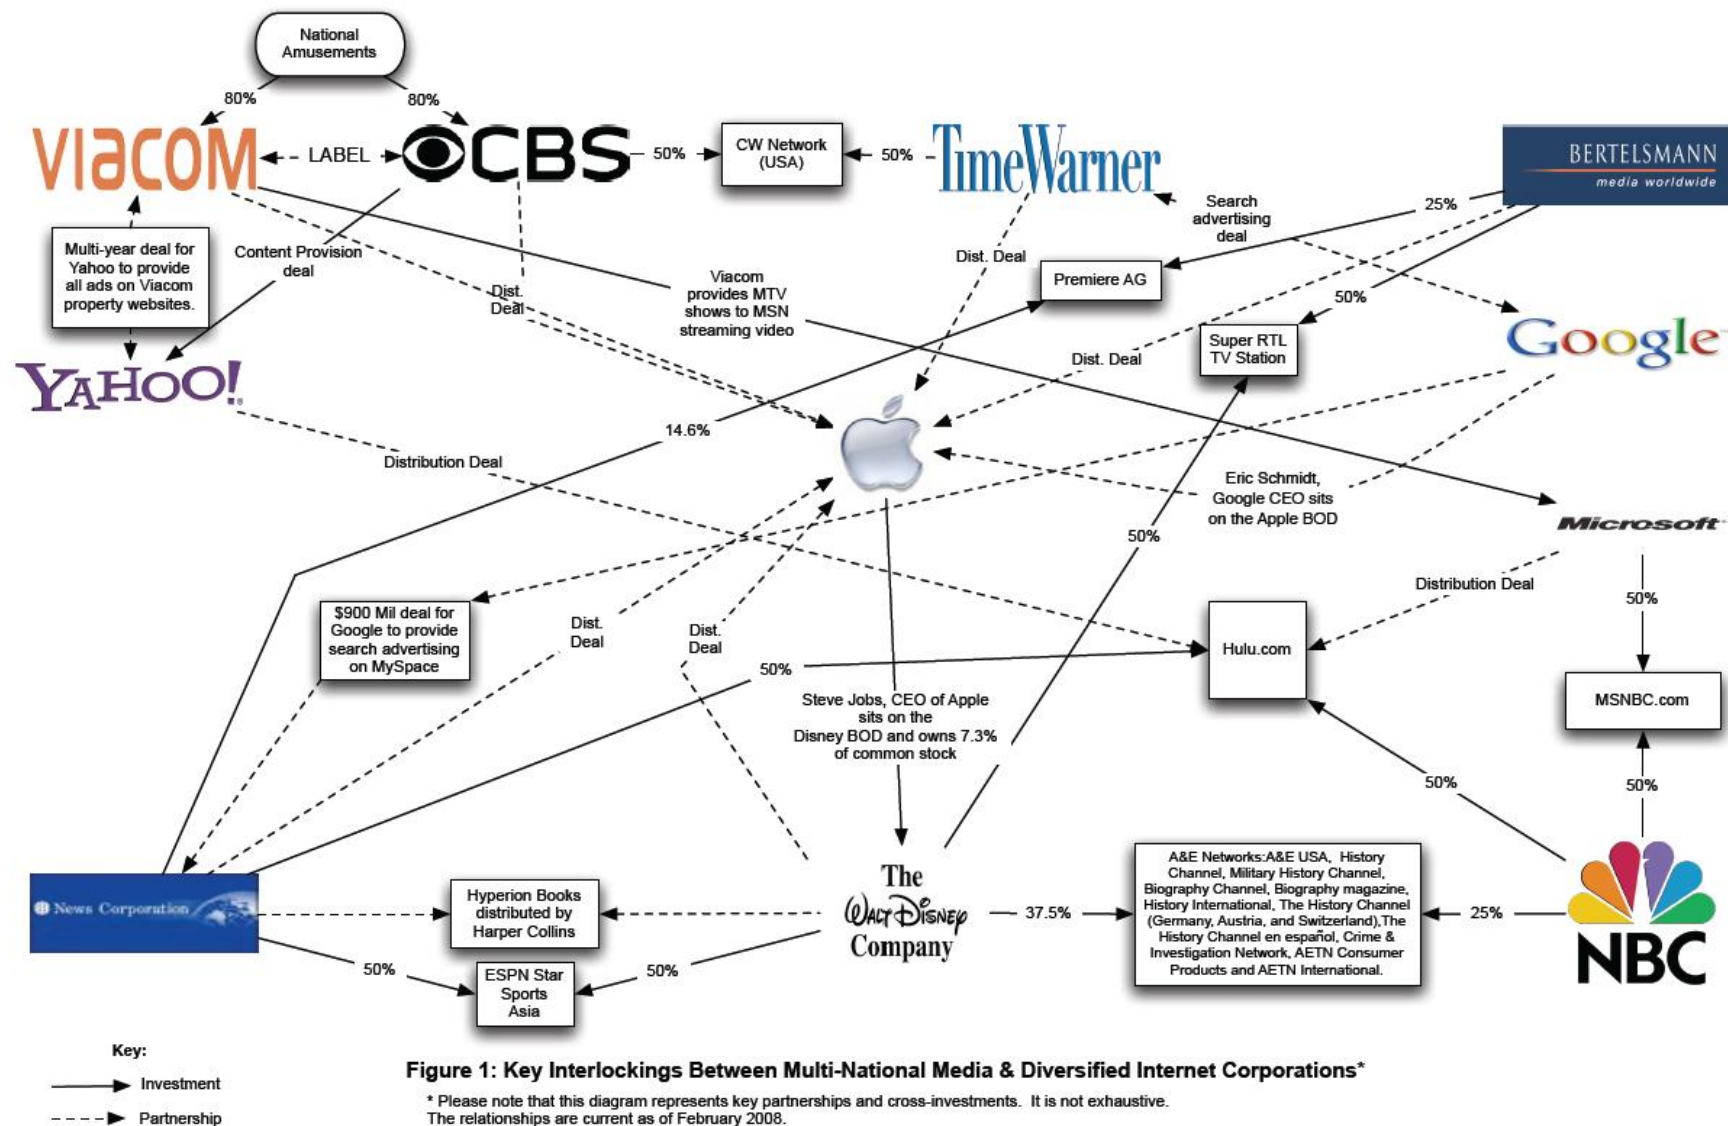 National
Amusements
80%
80%
VIACOM
LABEL
CBS
50%
CW Network
(USA)
50%
TimeWarner
BERTELSMANN
media worldwide
Search
advertising
deal
25%
Multi-year deal for
Yahoo to provide
all ads on Viacom
property websites.
Content Provision
deal
Dist.
Deal
Viacom
provides MTV
shows to MSN
streaming video
Dist. Deal
Premiere AG
50%
Super RTL
TV Station
Google
YAHOO!
Dist. Deal
14.6%
Distribution Deal
Eric Schmidt,
Google CEO sits
on the Apple BOD
Microsoft
50%
Distribution Deal
50%
$900 Mil deal for
Google to provide
search advertising
on MySpace
Dist.
Deal
Dist.
Deal
50%
Hulu.com
MSNBC.com
Steve Jobs, CEO of Apple
sits on the
Disney BOD and owns 7.3%
of common stock
50%
50%
News Corporation
Hyperion Books
distributed by
Harper Collins
The
WALT DISNEY
Company
37.5%
A&E Networks:A&E USA, History
Channel, Military History Channel,
Biography Channel, Biography magazine,
History International, The History Channel
(Germany, Austria, and Switzerland),The
History Channel en español, Crime &
Investigation Network, AETN Consumer
Products and AETN International.
25%
NBC
50%
ESPN Star
Sports
Asia
50%
Key:
Investment
Partnership
Figure 1: Key Interlockings Between Multi-National Media & Diversified Internet Corporations*
* Please note that this diagram represents key partnerships and cross-investments. It is not exhaustive.
The relationships are current as of February 2008.